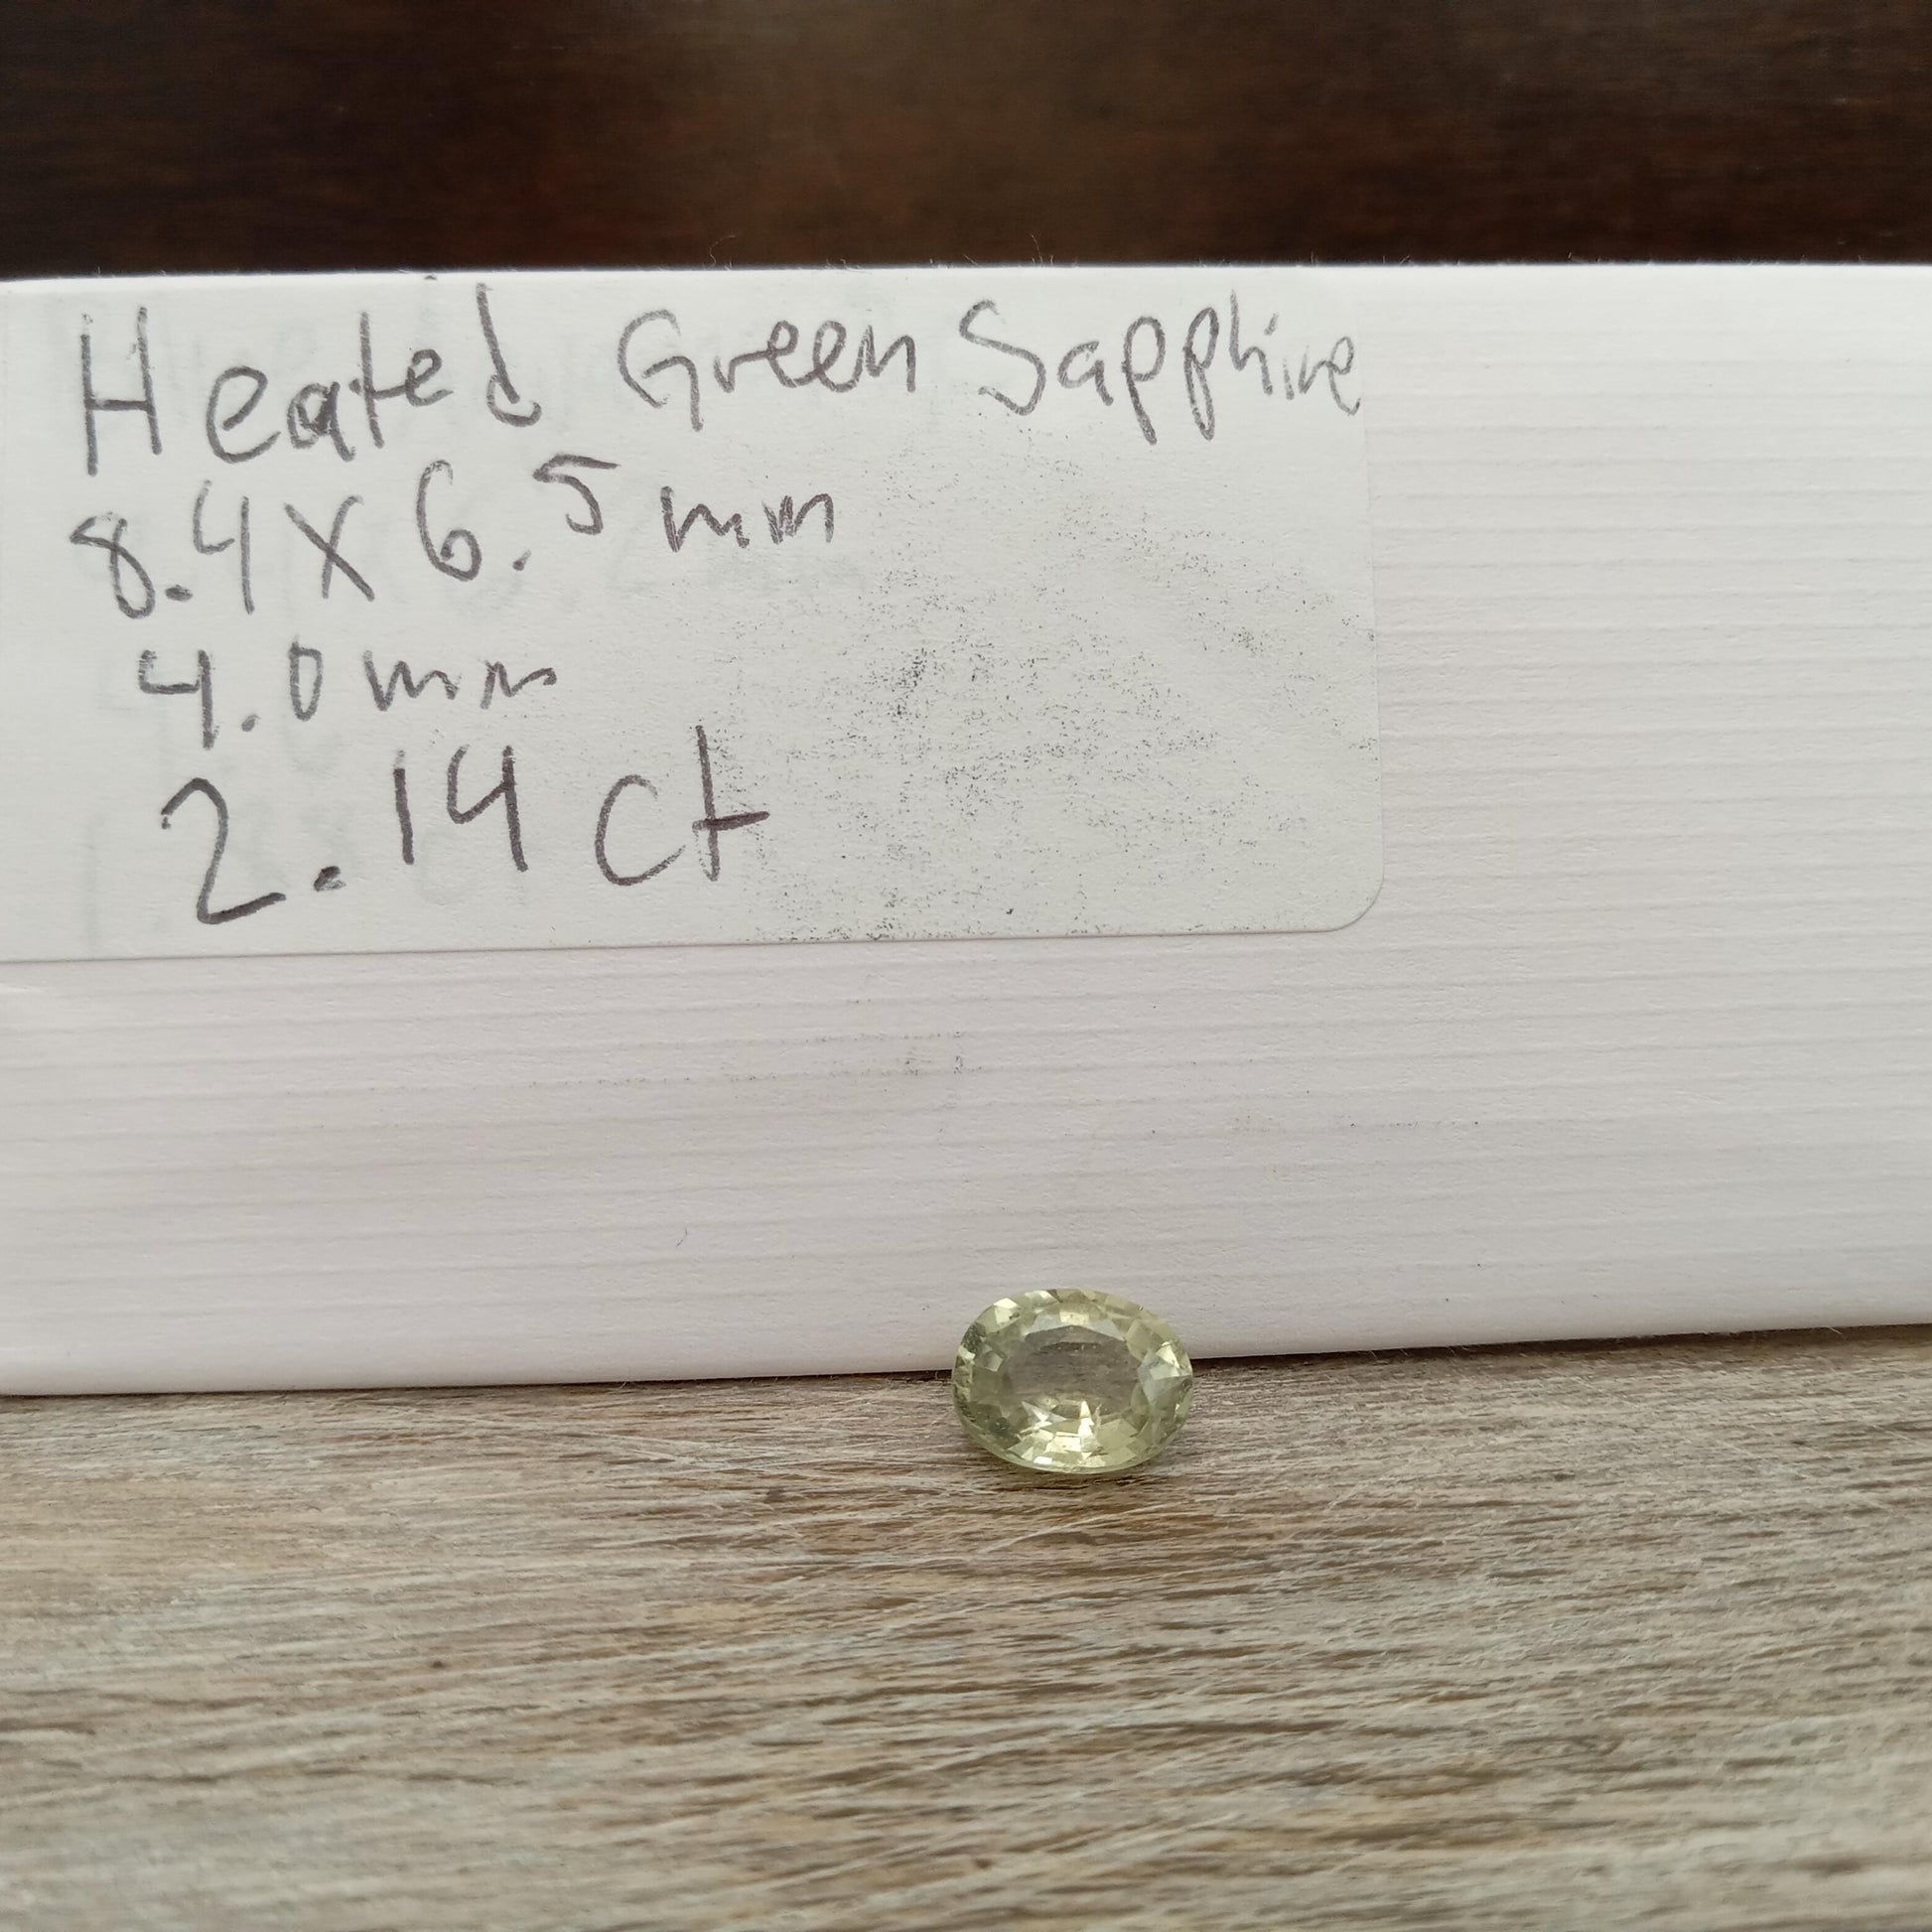 Heated Green Sapphire
8.4X6.5mm
4.0mm
2.14ct